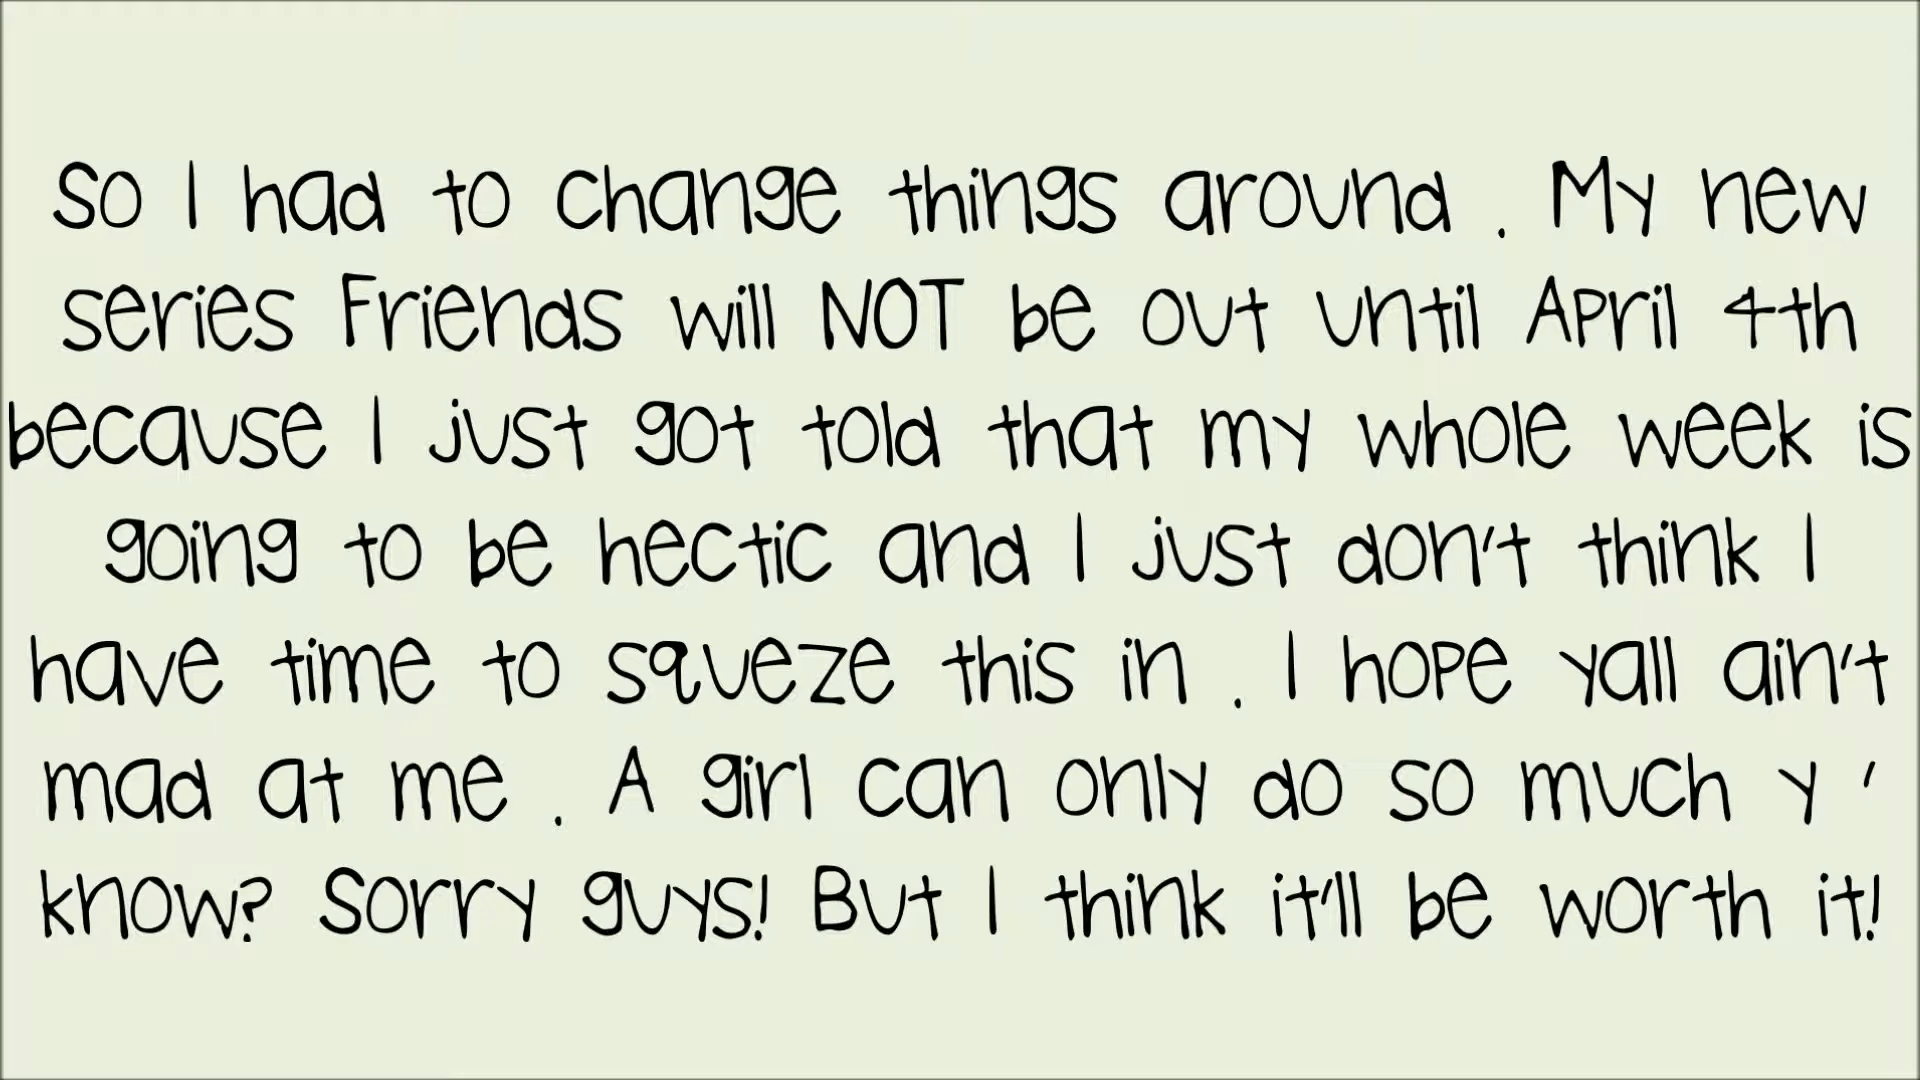 So I had to change things around . My new
series Friends will NOT be out until April 4th
because I just got told that my whole week is
going to be hectic and I just don't think I
have time to squeze this in . I hope yall ain't
mad at me . A girl can only do so much y '
know? Sorry guys! But I think it'll be worth it!